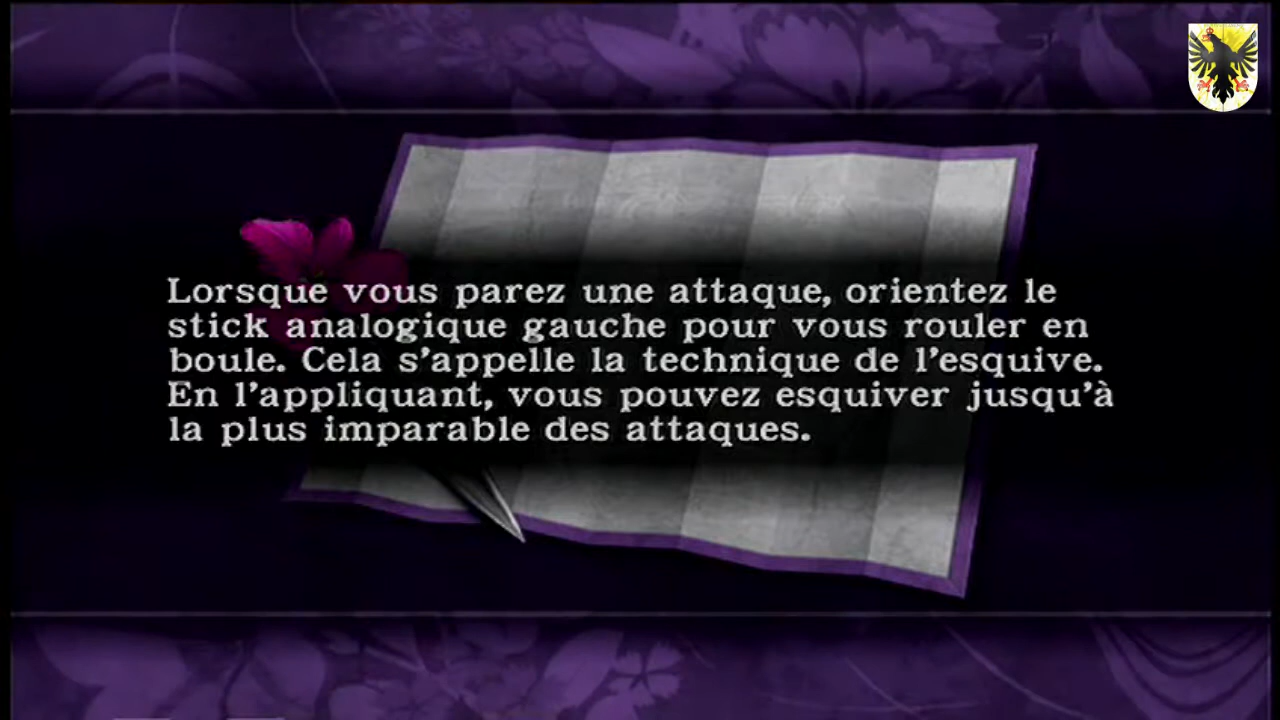 Lorsque vous parez une attaque, orientez le
stick analogique gauche pour vous rouler en
boule. Cela s'appelle la technique de l'esquive.
En l'appliquant, vous pouvez esquiver jusqu'à
la plus imparable des attaques.